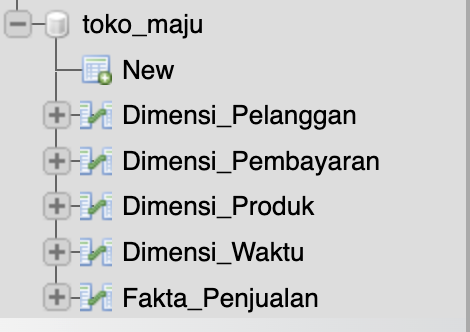 toko_maju
New
Dimensi_Pelanggan
Dimensi_Pembayaran
Dimensi_Produk
Dimensi_Waktu
Fakta_Penjualan